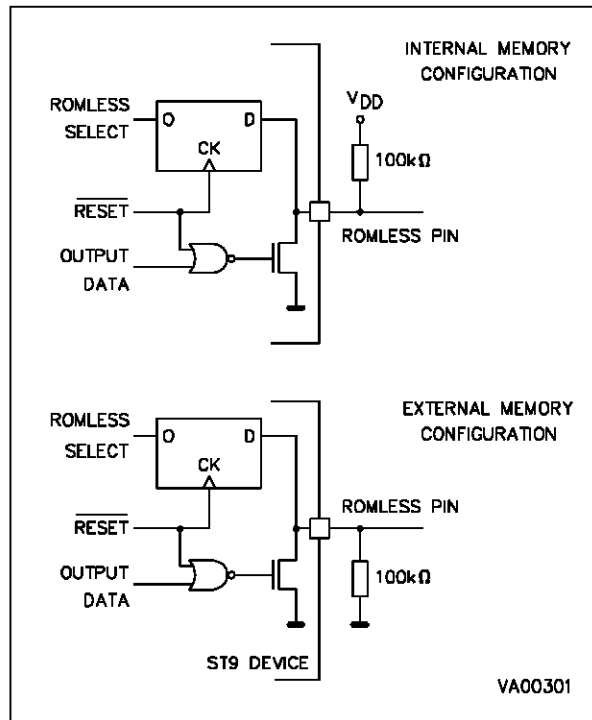 INTERNAL MEMORY
CONFIGURATION
VDD
ROMLESS
SELECT
O
D
CK
100kΩ
RESET
ROMLESS PIN
OUTPUT
DATA
EXTERNAL MEMORY
CONFIGURATION
ROMLESS
SELECT
O
D
CK
ROMLESS PIN
RESET
100kΩ
OUTPUT
DATA
ST9 DEVICE
VA00301